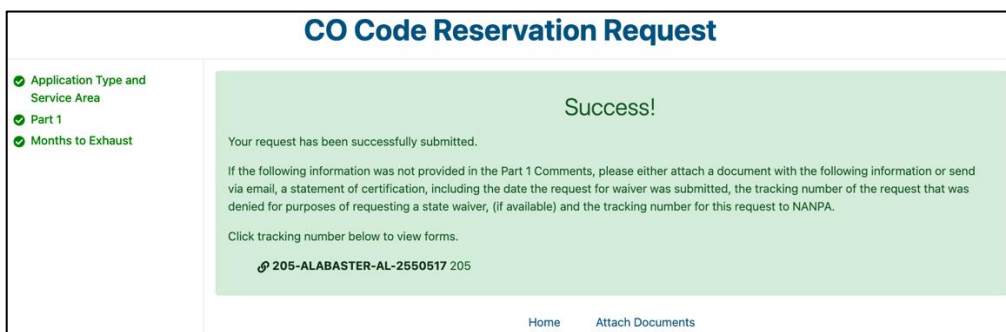 CO Code Reservation Request
Application Type and
Service Area
Part 1
Months to Exhaust
Success!
Your request has been successfully submitted.
If the following information was not provided in the Part 1 Comments, please either attach a document with the following information or send
via email, a statement of certification, including the date the request for waiver was submitted, the tracking number of the request that was
denied for purposes of requesting a state waiver, (if available) and the tracking number for this request to NANPA.
Click tracking number below to view forms.
205-ALABASTER-AL-2550517 205
Home Attach Documents